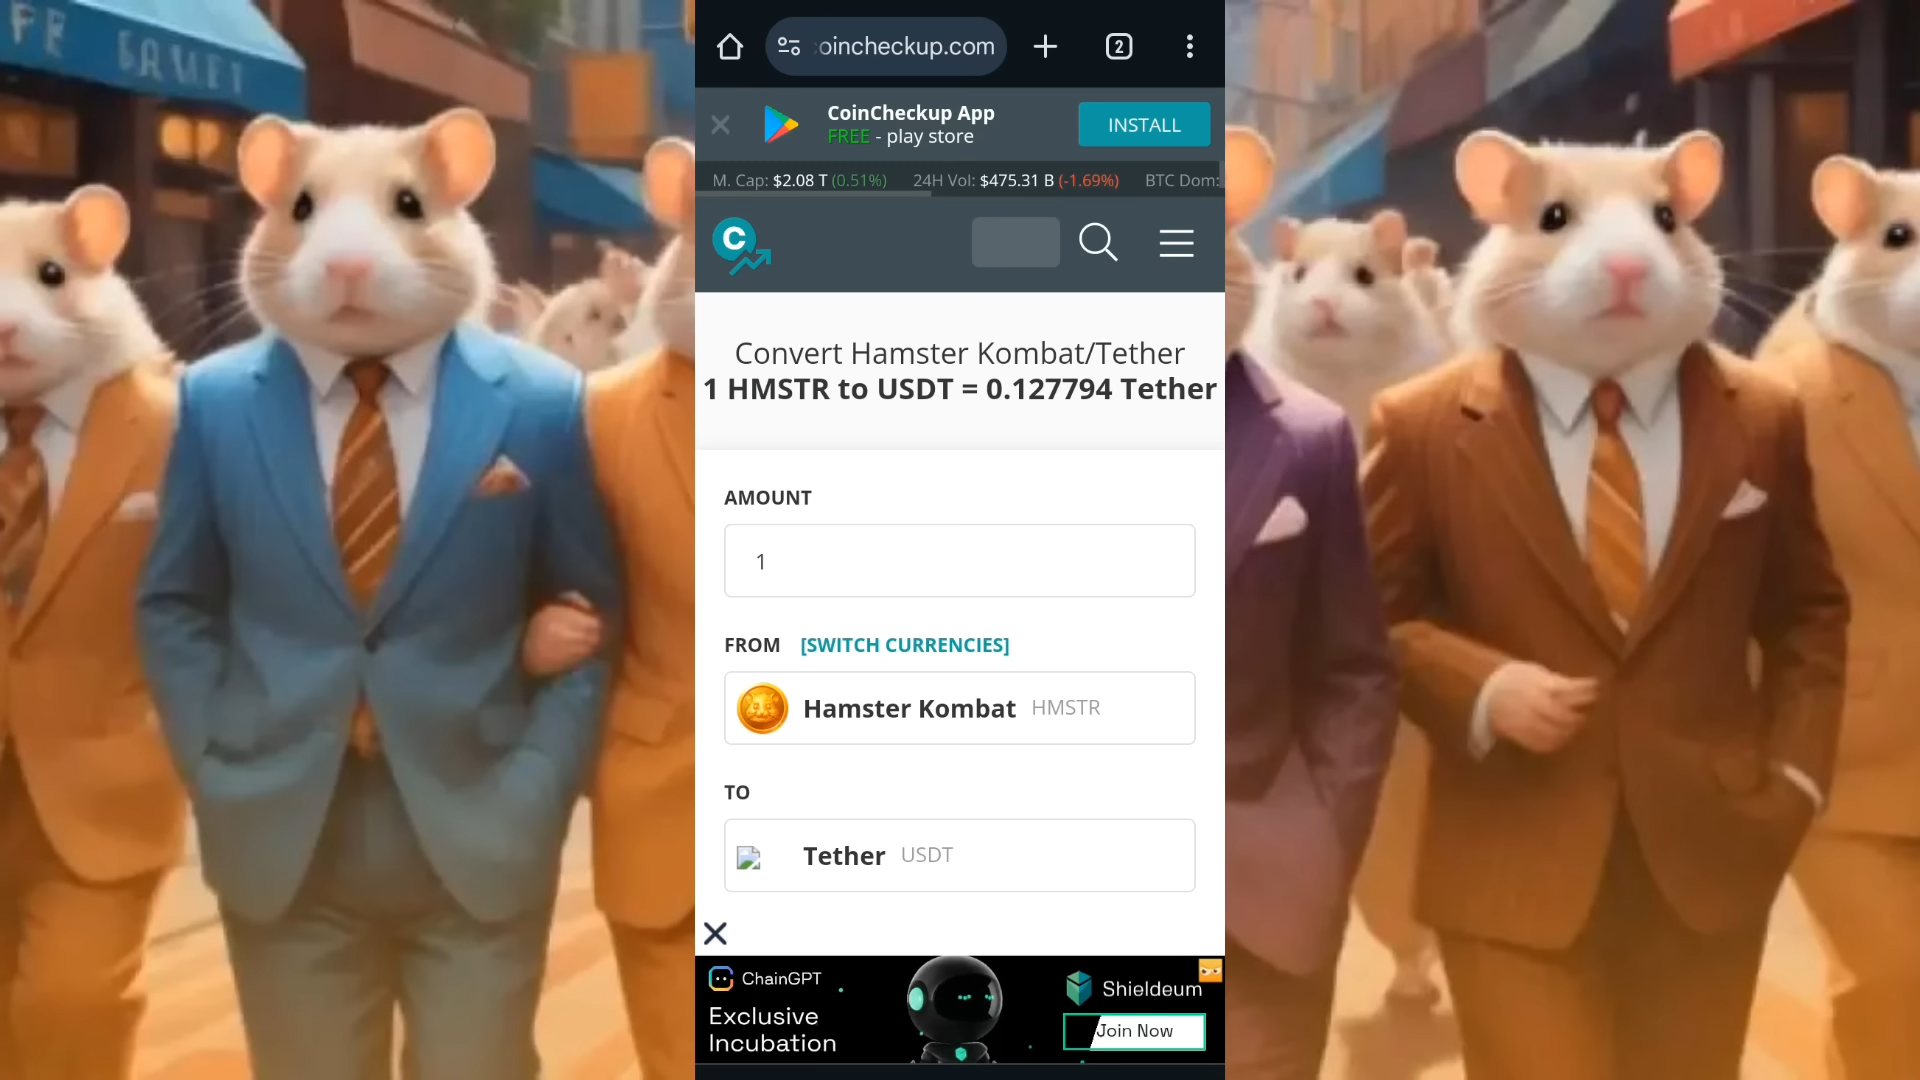 FE
2
:oincheckup.com
CoinCheckup App
INSTALL
FREE - play store
M. Cap: $2.08 T (0.51%) 24H Vol: $475.31 B (-1.69%) BTC Dom:
C
Convert Hamster Kombat/Tether
1 HMSTR to USDT = 0.127794 Tether
AMOUNT
1
FROM [SWITCH CURRENCIES]
Hamster Kombat HMSTR
TO
Tether USDT
ChainGPT
Exclusive
Incubation
Shieldeum
Join Now